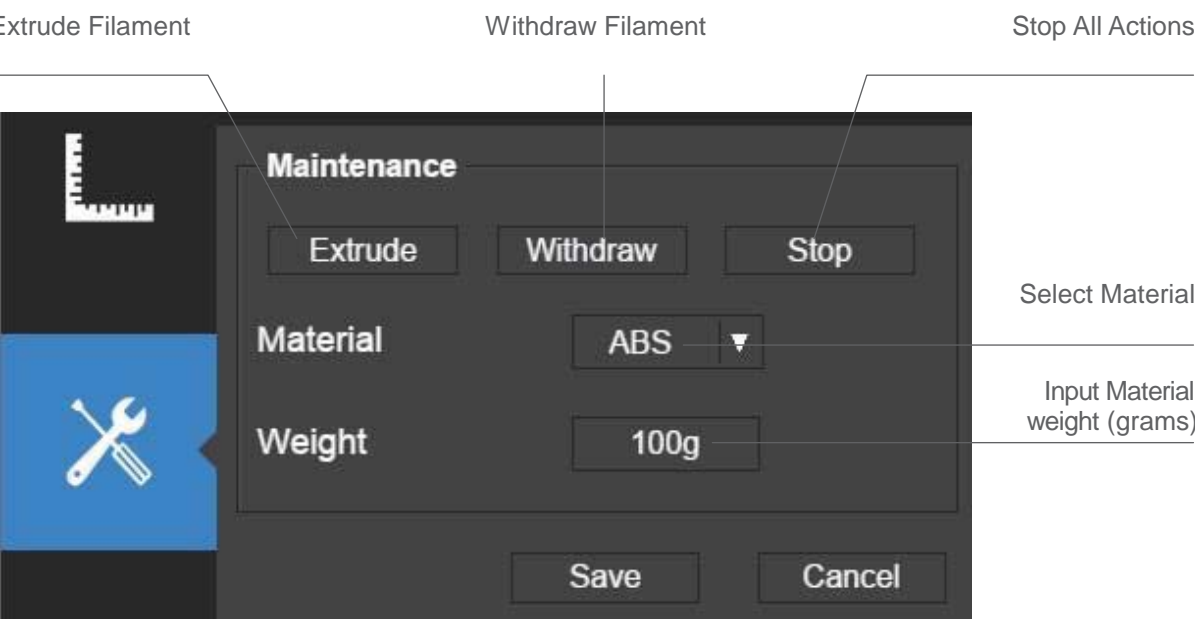 Extrude Filament
Withdraw Filament
Stop All Actions
Maintenance
Extrude
Withdraw
Stop
Select Material
Material
ABS
Input Material
weight (grams)
Weight
100g
Save
Cancel